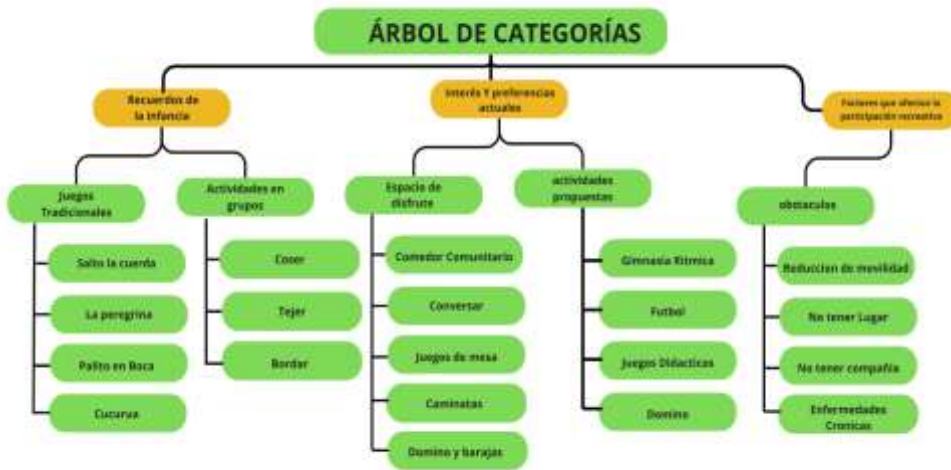 ÁRBOL DE CATEGORÍAS
Recuerdos de
la infancia
Interés Y preferencias
actuales
Factores que afectan la
participación recreativa
Juegos
Tradicionales
Actividades en
grupos
Espacio de
disfrute
actividades
propuestas
obstaculos
Salto la cuerda
La peregrina
Palito en Boca
Cucurva
Coser
Tejer
Bordar
Comedor Comunitario
Conversar
Juegos de mesa
Caminatas
Domino y barajas
Gimnasia Ritmica
Futbol
Juegos Didacticos
Domino
Reduccion de movilidad
No tener Lugar
No tener compañia
Enfermedades
Cronicas